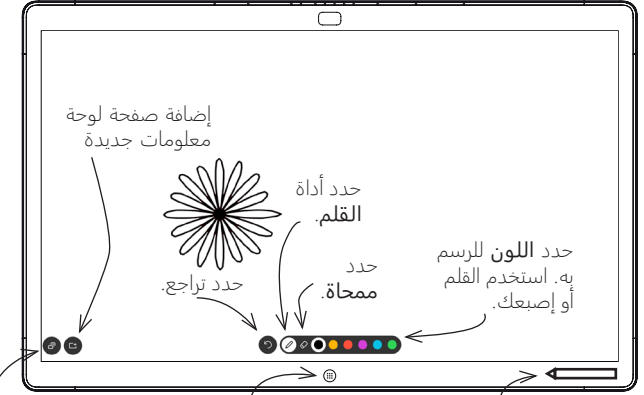 إضافة صفحة لوحة
معلومات جديدة
حدد أداة
القلم.
حدد
ممحاة.
حدد تراجع.
حدد اللون للرسم
به. استخدم القلم
أو إصبعك.